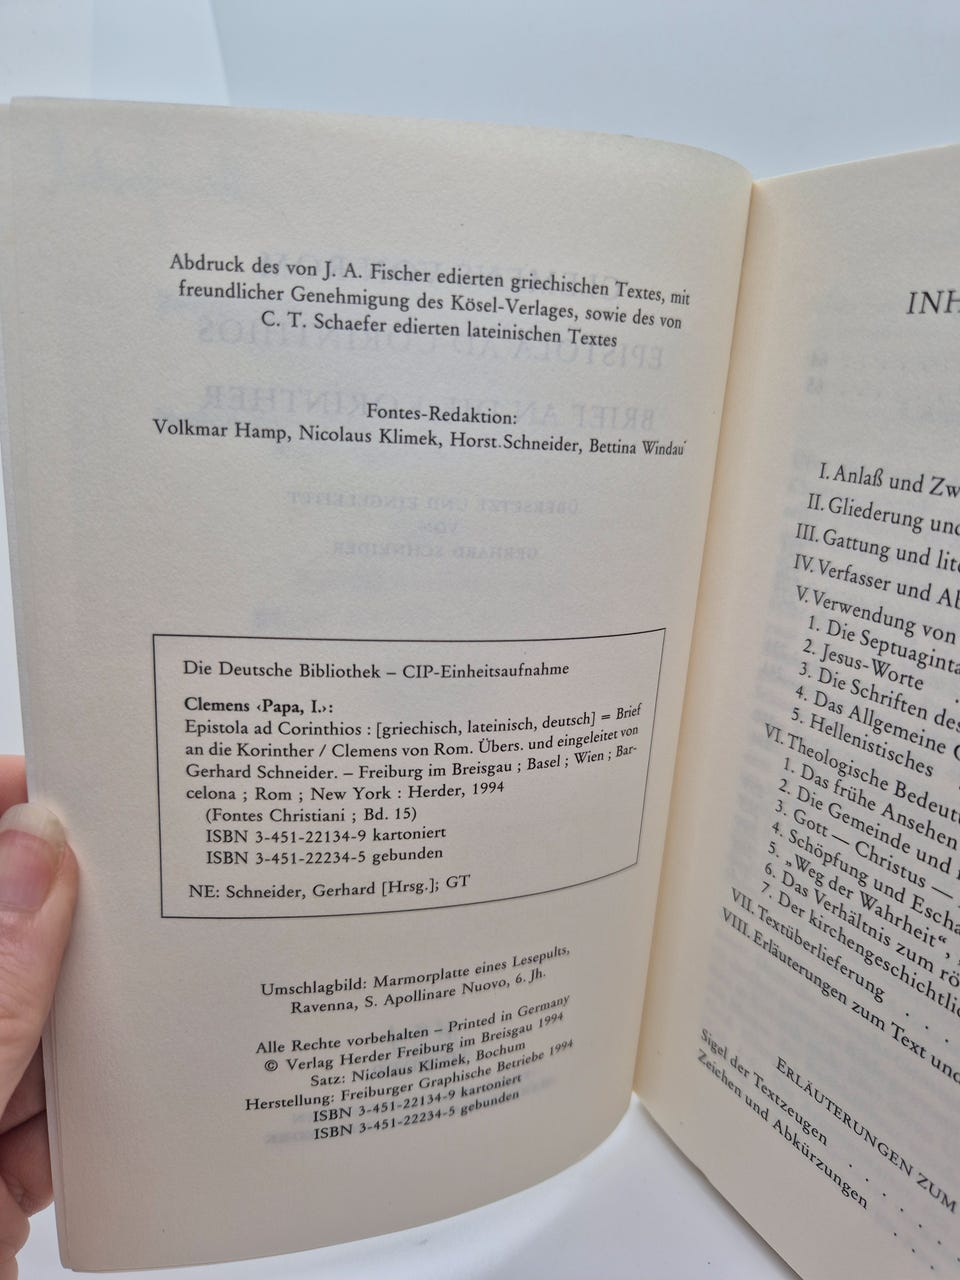 Abdruck des von J. A. Fischer edierten griechischen Textes, mit
freundlicher Genehmigung des Kösel-Verlages, sowie des von
C. T. Schaefer edierten lateinischen Textes
Fontes-Redaktion:
Volkmar Hamp, Nicolaus Klimek, Horst Schneider, Bettina Windau
Die Deutsche Bibliothek – CIP-Einheitsaufnahme
Clemens ‹Papa, I.›:
Epistola ad Corinthios : [griechisch, lateinisch, deutsch] = Brief
an die Korinther / Clemens von Rom. Übers. und eingeleitet von
Gerhard Schneider. – Freiburg im Breisgau ; Basel ; Wien ; Bar-
celona ; Rom ; New York : Herder, 1994
(Fontes Christiani ; Bd. 15)
ISBN 3-451-22134-9 kartoniert
ISBN 3-451-22234-5 gebunden
NE: Schneider, Gerhard [Hrsg.]; GT
Umschlagbild: Marmorplatte eines Lesepults,
Ravenna, S. Apollinare Nuovo, 6. Jh.
Alle Rechte vorbehalten – Printed in Germany
© Verlag Herder Freiburg im Breisgau 1994
Satz: Nicolaus Klimek, Bochum
Herstellung: Freiburger Graphische Betriebe 1994
ISBN 3-451-22134-9 kartoniert
ISBN 3-451-22234-5 gebunden
INH
I. Anlaß und Zw
II. Gliederung und
III. Gattung und lite
IV. Verfasser und Ab
V. Verwendung von
1. Die Septuaginta
2. Jesus-Worte .
3. Die Schriften des
4. Das Allgemeine
5. Hellenistisches
VI. Theologische Bedeut
1. Das frühe Ansehen
2. Die Gemeinde und
3. Gott — Christus —
4. Schöpfung und Escha
5. „Weg der Wahrheit“,
6. Das Verhältnis zum rö
7. Der kirchengeschichtlic
VII. Textüberlieferung . . .
VIII. Erläuterungen zum Text und
ERLÄUTERUNGEN ZUM
Sigel der Textzeugen . . . .
Zeichen und Abkürzungen . . .